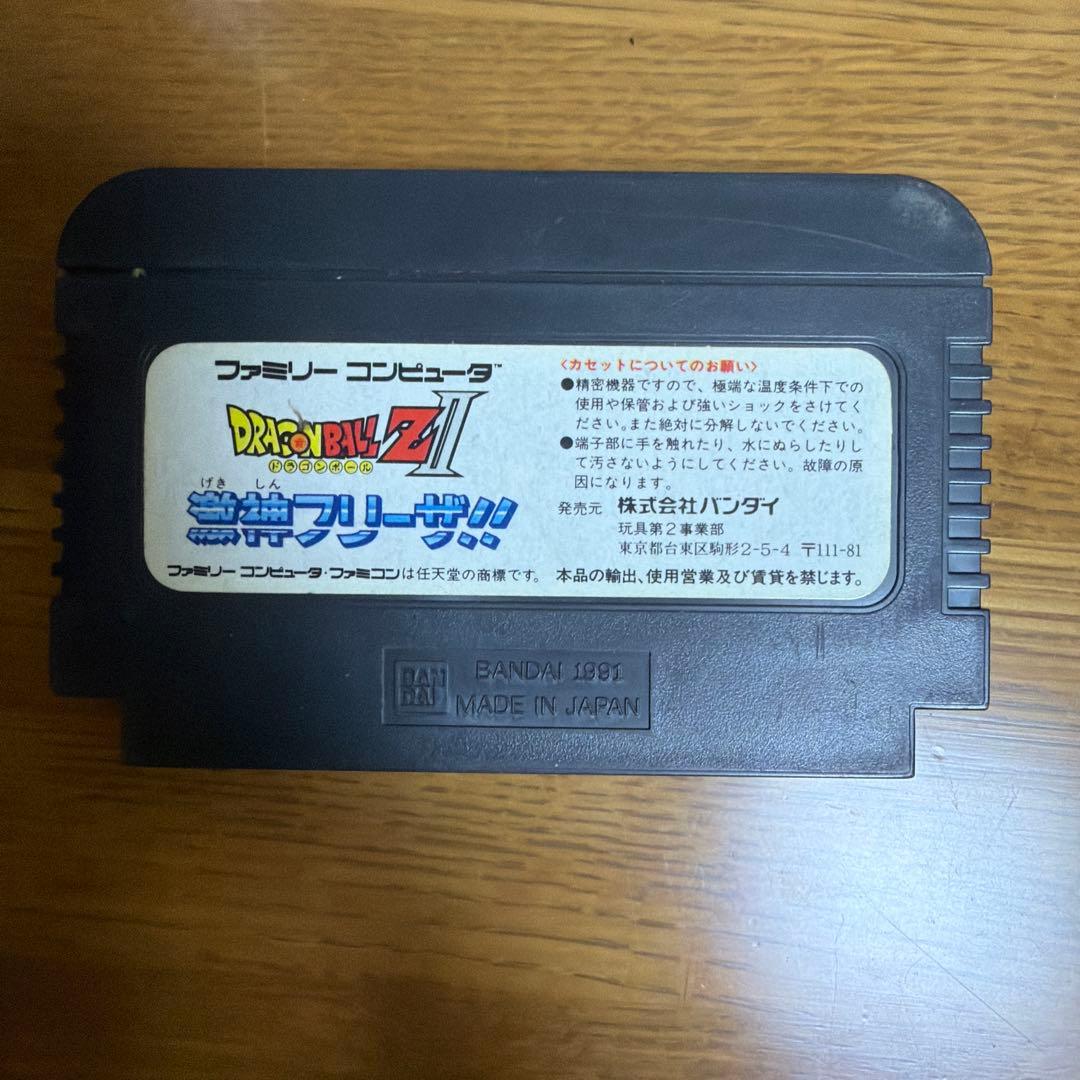 ファミリー コンピュータ™
DRAGON BALL Z II
ドラゴンボール
げき しん
激神フリーザ!!
ファミリー コンピュータ・ファミコンは任天堂の商標です。
〈カセットについてのお願い〉
●精密機器ですので、極端な温度条件下での
使用や保管および強いショックをさけてく
ださい。また絶対に分解しないでください。
●端子部に手を触れたり、水にぬらしたりし
て汚さないようにしてください。故障の原
因になります。
発売元 株式会社バンダイ
玩具第2事業部
東京都台東区駒形2-5-4 〒111-81
本品の輸出、使用営業及び賃貸を禁じます。
BAN
DAI
BANDAI 1991
MADE IN JAPAN